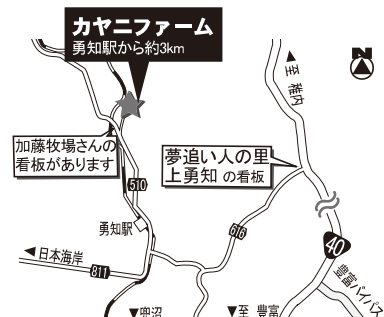 カヤニファーム
勇知駅から約3km
N
▲至 稚内
加藤牧場さんの
看板があります
夢追い人の里
上勇知 の看板
510
勇知駅
616
40
◀日本海岸
811
豊富バイパス
▼兜沼
▼至 豊富